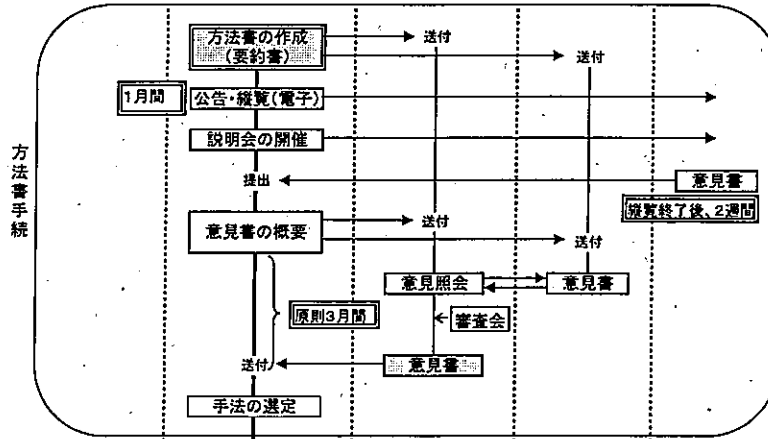 方法書手続
方法書の作成
(要約書)
送付
送付
1月間
公告・縦覧(電子)
説明会の開催
提出
意見書
縦覧終了後、2週間
意見書の概要
送付
送付
意見照会
意見書
原則3月間
審査会
送付
意見書
手法の選定